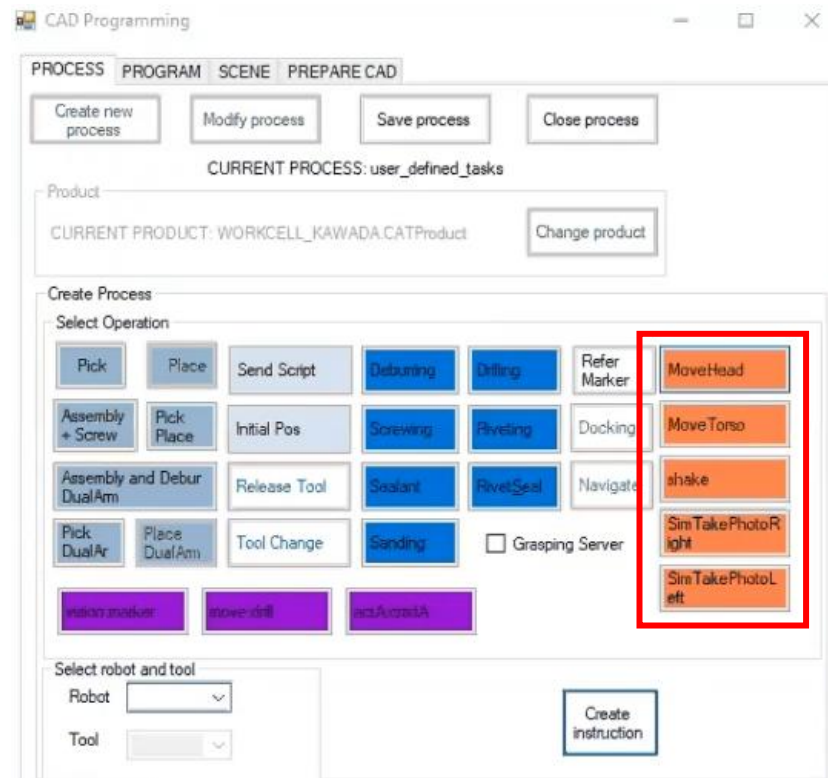 CAD Programming
PROCESS PROGRAM SCENE PREPARE CAD
Create new
process
Modify process
Save process
Close process
CURRENT PROCESS: user_defined_tasks
Product
CURRENT PRODUCT: WORKCELL_KAWADA.CATProduct
Change product
Create Process
Select Operation
Pick
Place
Send Script
Deburring
Drilling
Refer
Marker
MoveHead
Assembly
+ Screw
Pick
Place
Initial Pos
Screwing
Riveting
Docking
MoveTorso
Assembly and Debur
DualArm
Release Tool
Sealant
RivetSeal
Navigate
shake
Pick
DualAr
Place
DualArm
Tool Change
Sanding
Grasping Server
SimTakePhotoR
ight
SimTakePhotoL
eft
vision:marker
move:drill
Select robot and tool
Robot
Tool
Create
instruction